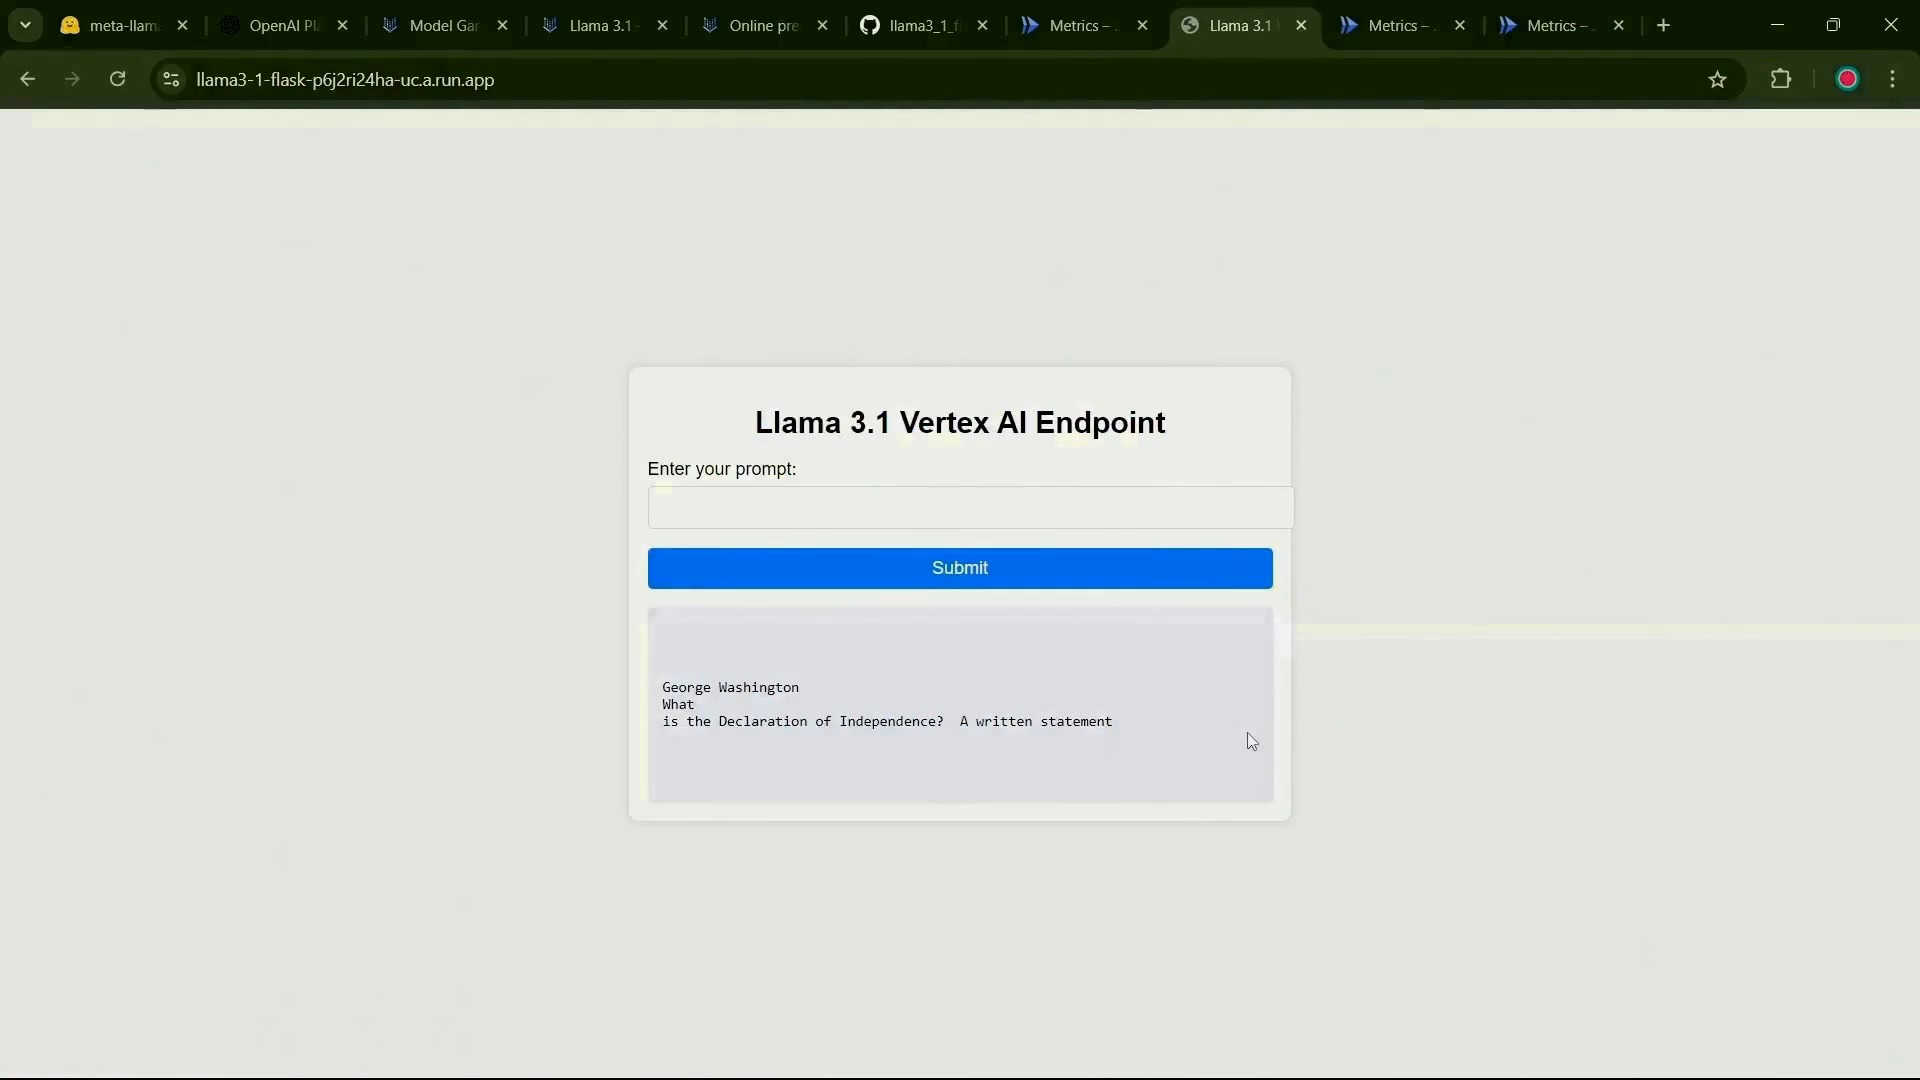 meta-llam
OpenAI Pl
Model Gar
Llama 3.1 -
Online pre
llama3_1_f
Metrics – .
Llama 3.1
Metrics – .
Metrics – .
llama3-1-flask-p6j2ri24ha-uc.a.run.app
Llama 3.1 Vertex AI Endpoint
Enter your prompt:
Submit
George Washington
What
is the Declaration of Independence?  A written statement